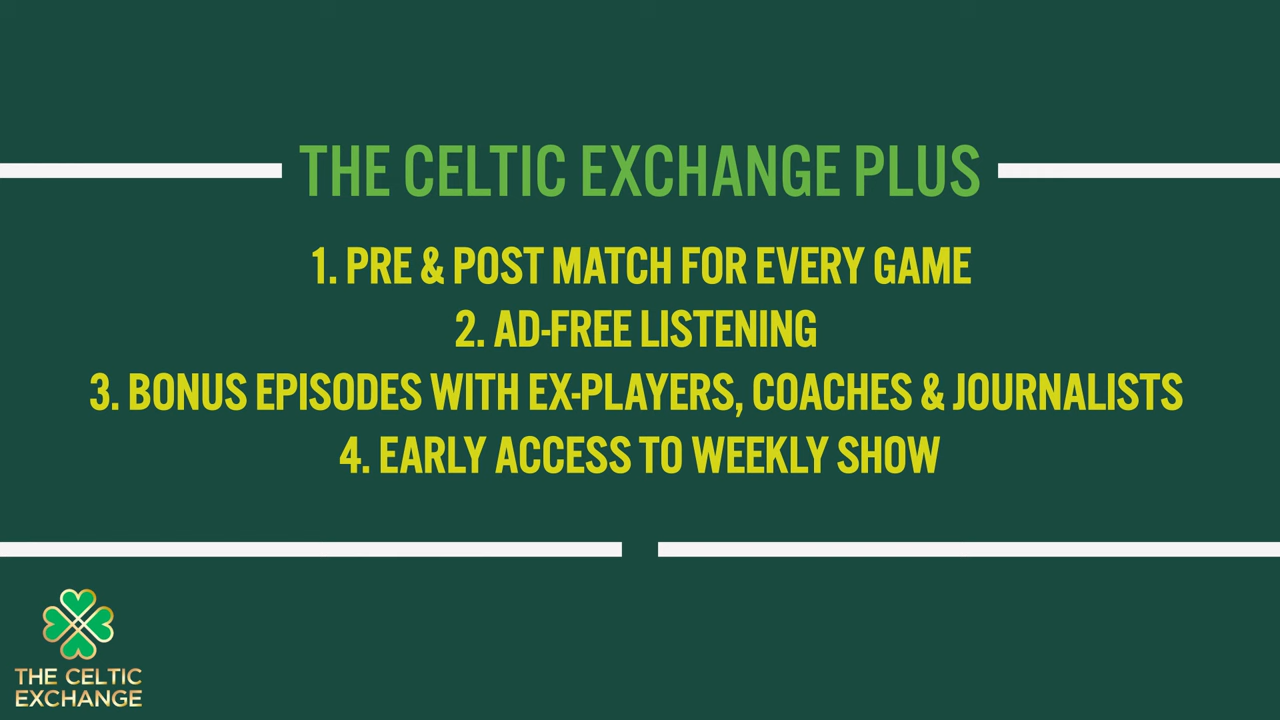 THE CELTIC EXCHANGE PLUS
1. PRE & POST MATCH FOR EVERY GAME
2. AD-FREE LISTENING
3. BONUS EPISODES WITH EX-PLAYERS, COACHES & JOURNALISTS
4. EARLY ACCESS TO WEEKLY SHOW
THE CELTIC
EXCHANGE